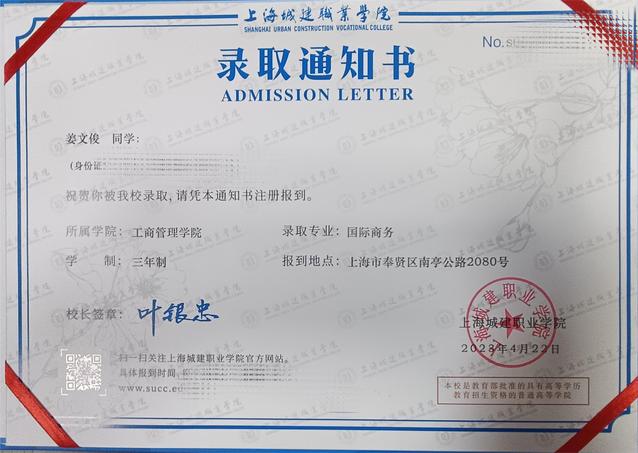 上海城建职业学院
SHANGHAI URBAN CONSTRUCTION VOCATIONAL COLLEGE
No.
录取通知书
ADMISSION LETTER
姜文俊 同学:
(身份证
祝贺你被我校录取,请凭本通知书注册报到。
所属学院: 工商管理学院 录取专业: 国际商务
学 制: 三年制 报到地点: 上海市奉贤区南亭公路2080号
校长签章: 叶银忠
上海城建职业学院
2023年4月22日
扫一扫关注上海城建职业学院官方网站。
具体报到时间、
www.succ.e
本校是教育部批准的具有高等学历
教育招生资格的普通高等学院